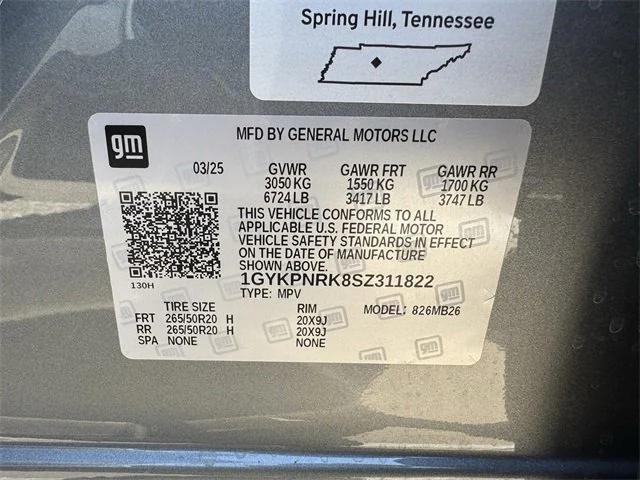 Spring Hill, Tennessee
gm
MFD BY GENERAL MOTORS LLC
03/25 GVWR GAWR FRT GAWR RR
3050 KG 1550 KG 1700 KG
6724 LB 3417 LB 3747 LB
THIS VEHICLE CONFORMS TO ALL
APPLICABLE U.S. FEDERAL MOTOR
VEHICLE SAFETY STANDARDS IN EFFECT
ON THE DATE OF MANUFACTURE
SHOWN ABOVE.
1GYKPNRK8SZ311822
130H
TYPE: MPV
TIRE SIZE RIM MODEL: 826MB26
FRT 265/50R20 H 20X9J
RR 265/50R20 H 20X9J
SPA NONE NONE